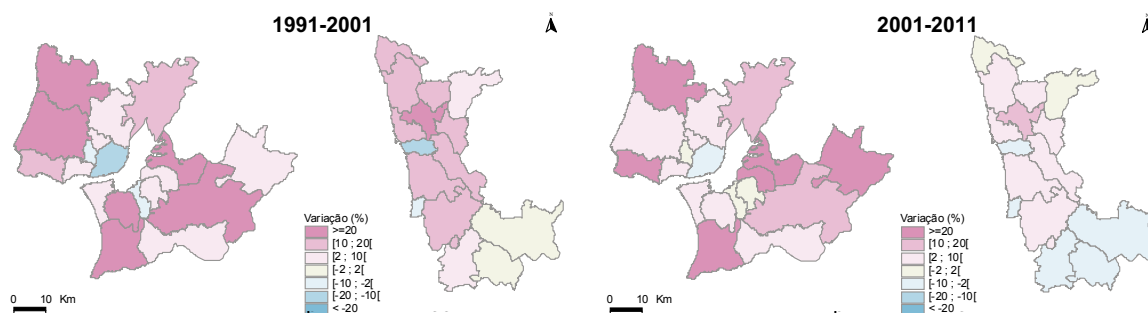 1991-2001
N
Variação (%)
>=20
[10 ; 20[
[2 ; 10[
[-2 ; 2[
[-10 ; -2[
[-20 ; -10[
< -20
0 10 Km
2001-2011
N
Variação (%)
>=20
[10 ; 20[
[2 ; 10[
[-2 ; 2[
[-10 ; -2[
[-20 ; -10[
< -20
0 10 Km